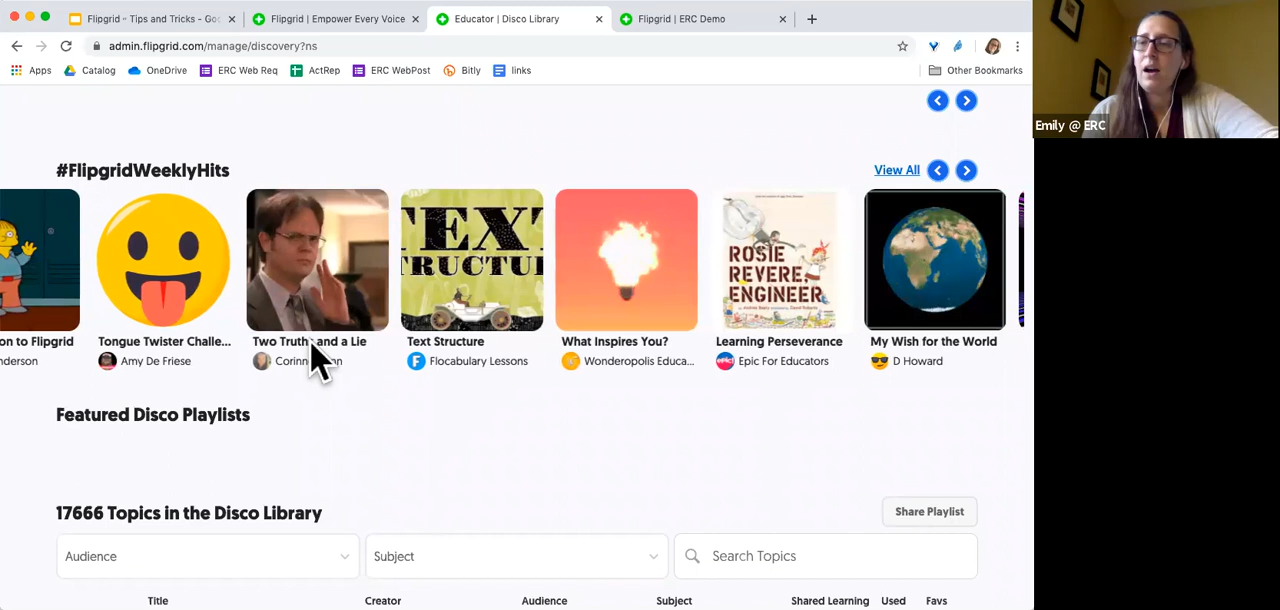 Flipgrid – Tips and Tricks - Goo
Flipgrid | Empower Every Voice
Educator | Disco Library
Flipgrid | ERC Demo
admin.flipgrid.com/manage/discovery?ns
Apps
Catalog
OneDrive
ERC Web Req
ActRep
ERC WebPost
Bitly
links
Other Bookmarks
Emily @ ERC
#FlipgridWeeklyHits
View All
TEXT
STRUCTUR
ROSIE
REVERE,
ENGINEER
on to Flipgrid
Tongue Twister Challe...
Two Truths and a Lie
Text Structure
What Inspires You?
Learning Perseverance
My Wish for the World
nderson
Amy De Friese
Flocabulary Lessons
Wonderopolis Educa...
Epic For Educators
D Howard
Featured Disco Playlists
17666 Topics in the Disco Library
Share Playlist
Audience
Subject
Search Topics
Title
Creator
Audience
Subject
Shared Learning
Used
Favs